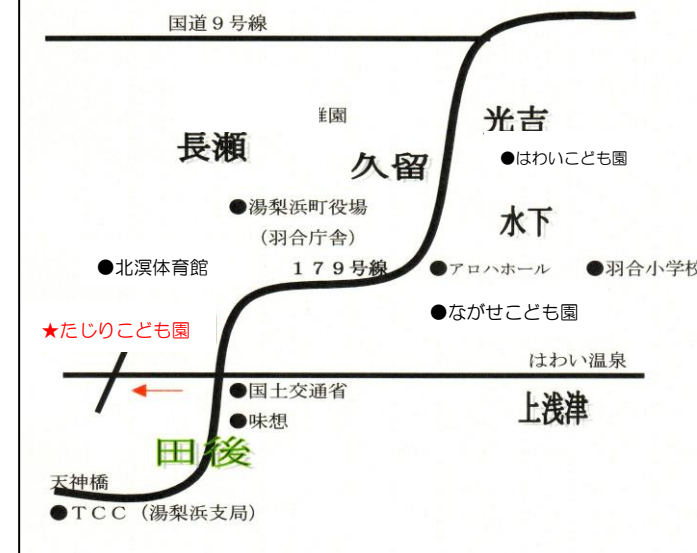 国道９号線
園
光吉
長瀬
久留
●はわいこども園
●湯梨浜町役場
（羽合庁舎）
水下
●北溟体育館
１７９号線
●アロハホール
●羽合小学校
●ながせこども園
★たじりこども園
はわい温泉
●国土交通省
●味想
上浅津
田後
天神橋
●ＴＣＣ（湯梨浜支局）